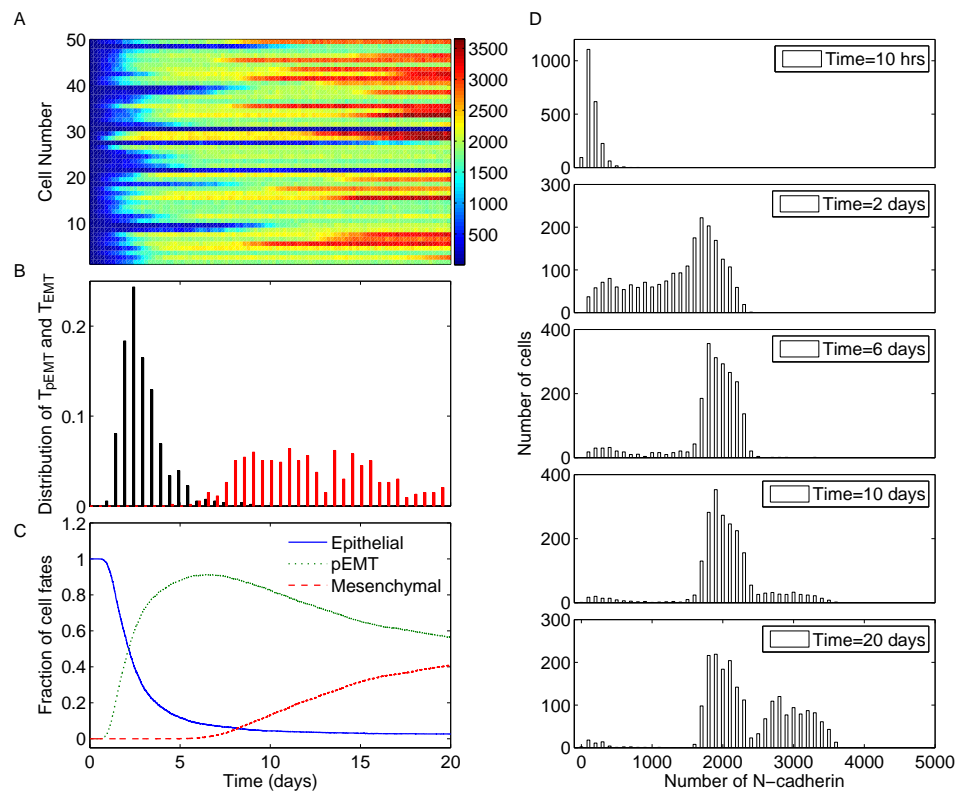 A
50
40
30
20
10
Cell Number
3500
3000
2500
2000
1500
1000
500
B
0.2
0.1
0
Distribution of TpEMT and TEMT
C
1.2
1
0.8
0.6
0.4
0.2
0
Fraction of cell fates
Epithelial
pEMT
Mesenchymal
0
5
10
15
20
Time (days)
D
Time=10 hrs
1000
500
0
Time=2 days
300
200
100
0
Time=6 days
400
200
0
Time=10 days
400
200
0
Time=20 days
300
200
100
0
Number of cells
0
1000
2000
3000
4000
5000
Number of N−cadherin